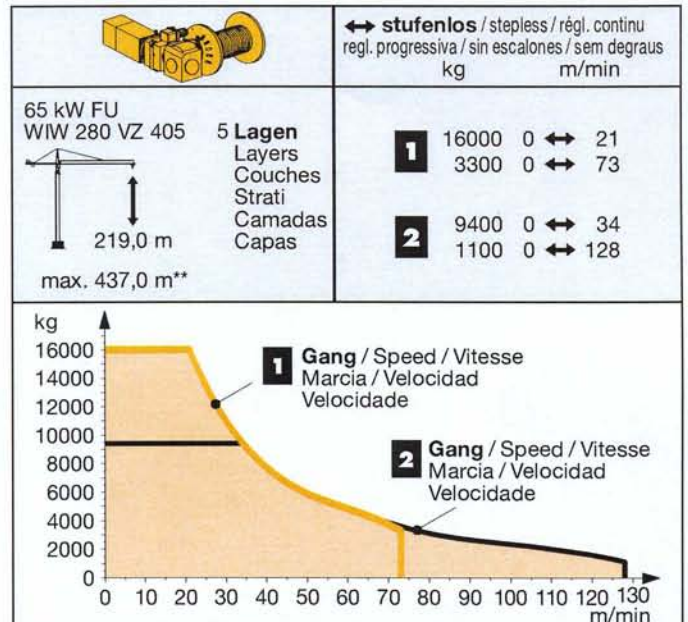 ↔ stufenlos / stepless / régl. continu
regl. progressiva / sin escalones / sem degraus
kg m/min
65 kW FU
WIW 280 VZ 405
219,0 m
max. 437,0 m**
5 Lagen
Layers
Couches
Strati
Camadas
Capas
1 16000 0 ↔ 21
3300 0 ↔ 73
2 9400 0 ↔ 34
1100 0 ↔ 128
kg
16000
14000
12000
10000
8000
6000
4000
2000
0
1 Gang / Speed / Vitesse
Marcia / Velocidad
Velocidade
2 Gang / Speed / Vitesse
Marcia / Velocidad
Velocidade
0 10 20 30 40 50 60 70 80 90 100 110 120 130
m/min